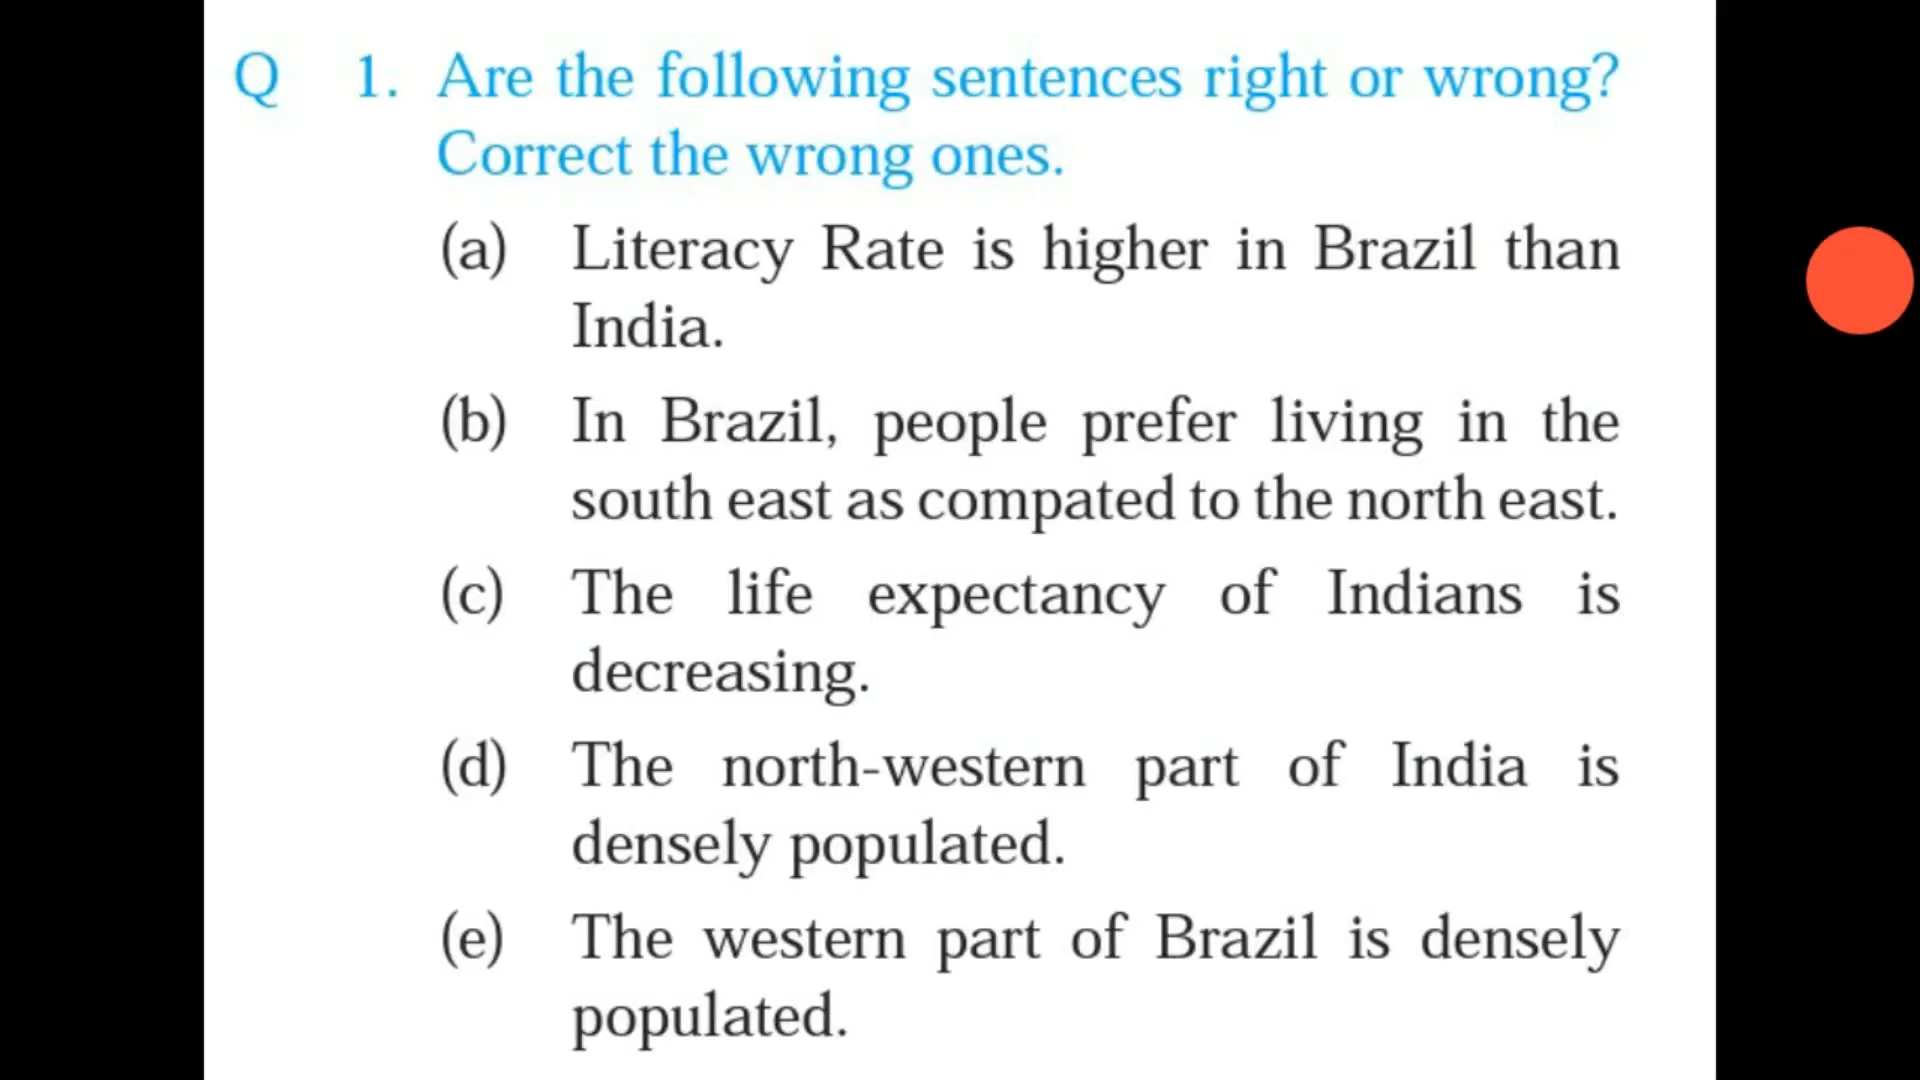 Q 1. Are the following sentences right or wrong?
Correct the wrong ones.
(a) Literacy Rate is higher in Brazil than
India.
(b) In Brazil, people prefer living in the
south east as compated to the north east.
(c) The life expectancy of Indians is
decreasing.
(d) The north-western part of India is
densely populated.
(e) The western part of Brazil is densely
populated.